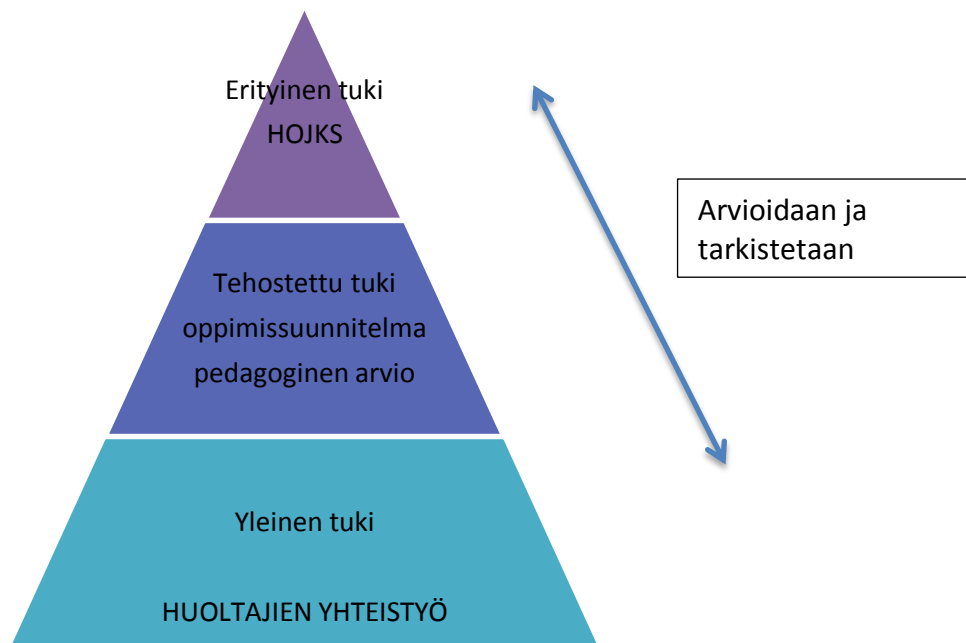 Erityinen tuki
HOJKS
Arvioidaan ja
tarkistetaan
Tehostettu tuki
oppimissuunnitelma
pedagoginen arvio
Yleinen tuki
HUOLTAJIEN YHTEISTYÖ